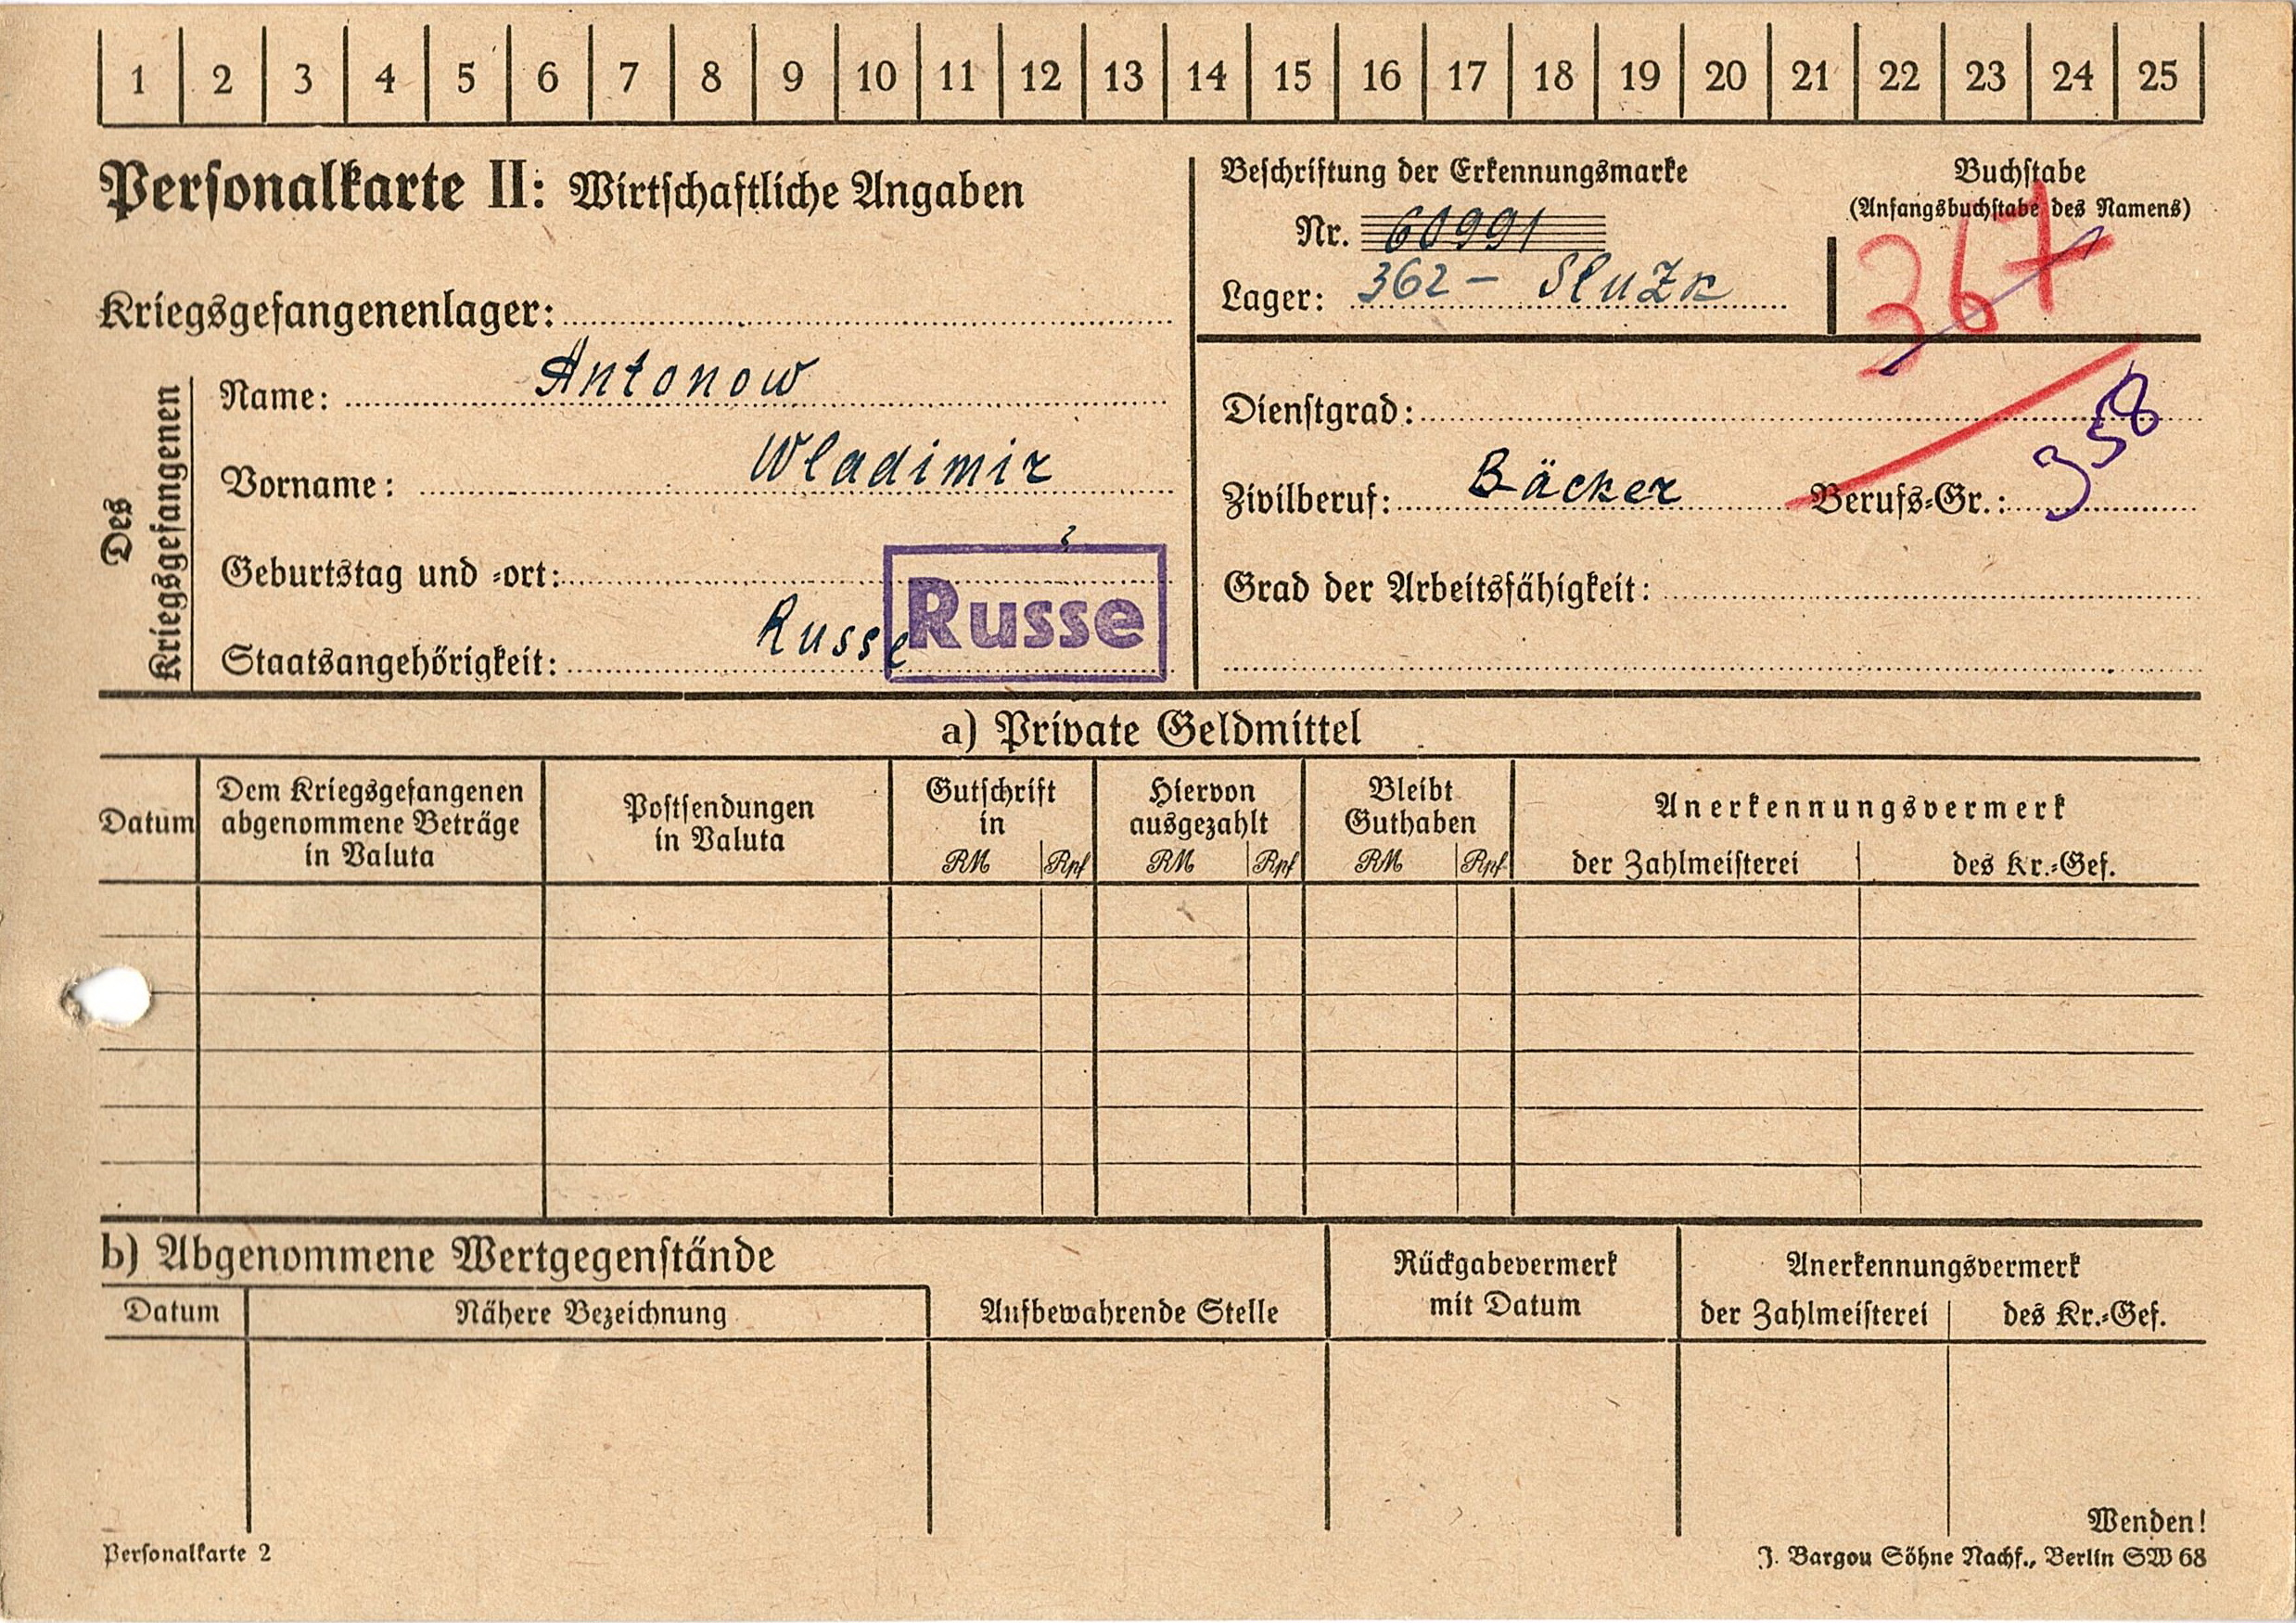 1 2 3 4 5 6 7 8 9 10 11 12 13 14 15 16 17 18 19 20 21 22 23 24 25
Personalkarte II: Wirtschaftliche Angaben
Kriegsgefangenenlager:
Des Kriegsgefangenen
Name: Antonow
Vorname: Wladimir
Geburtstag und -ort:
Staatsangehörigkeit: Russe
Russe
Beschriftung der Erkennungsmarke
Nr. 60991
Lager: 362 - Sluzk
Buchstabe
(Anfangsbuchstabe des Namens)
367
Dienstgrad:
Zivilberuf: Bäcker Berufs-Gr.: 358
Grad der Arbeitsfähigkeit:
a) Private Geldmittel
Datum
Dem Kriegsgefangenen
abgenommene Beträge
in Valuta
Postsendungen
in Valuta
Gutschrift
in
RM Rpf
Hiervon
ausgezahlt
RM Rpf
Bleibt
Guthaben
RM Rpf
Anerkennungsvermerk
der Zahlmeisterei des Kr.-Gef.
b) Abgenommene Wertgegenstände
Datum Nähere Bezeichnung
Aufbewahrende Stelle
Rückgabevermerk
mit Datum
Anerkennungsvermerk
der Zahlmeisterei des Kr.-Gef.
Wenden!
Personalkarte 2
J. Bargou Söhne Nachf., Berlin SW 68